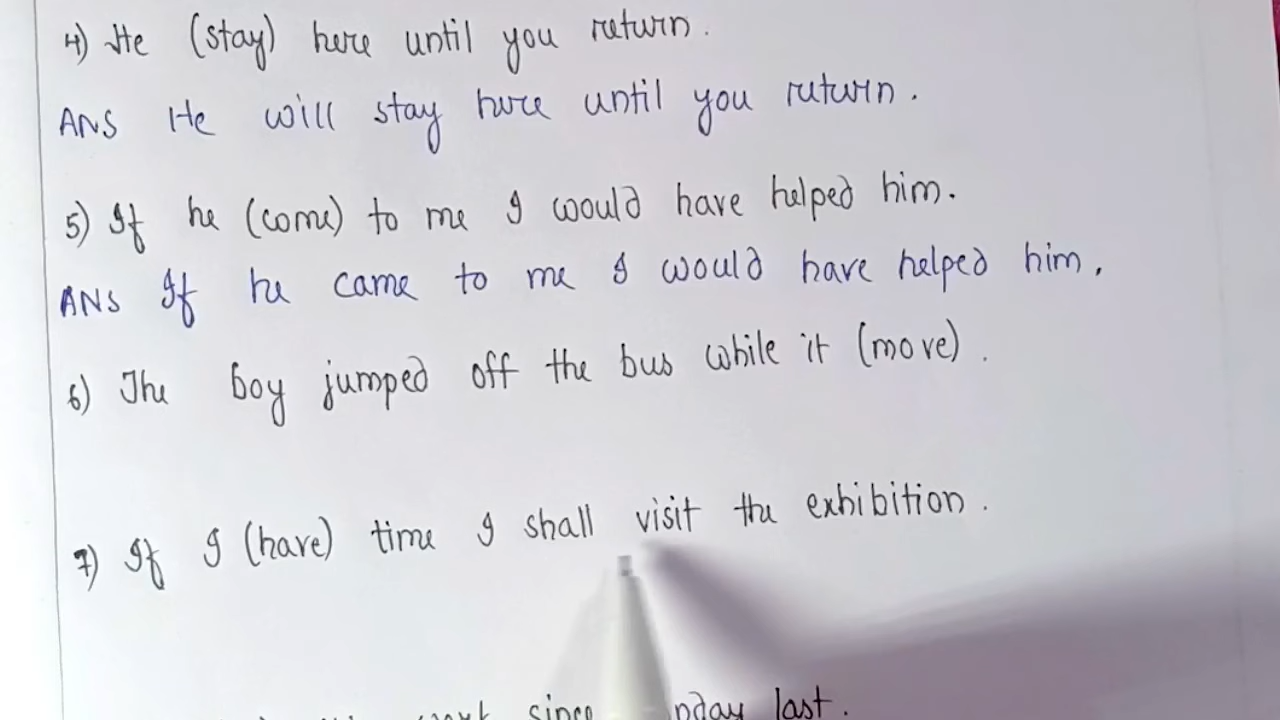 4) He (stay) here until you return.
ANS He will stay here until you return.
5) If he (come) to me I would have helped him.
ANS If he came to me I would have helped him.
6) The boy jumped off the bus while it (move).
7) If I (have) time I shall visit the exhibition.
since last.